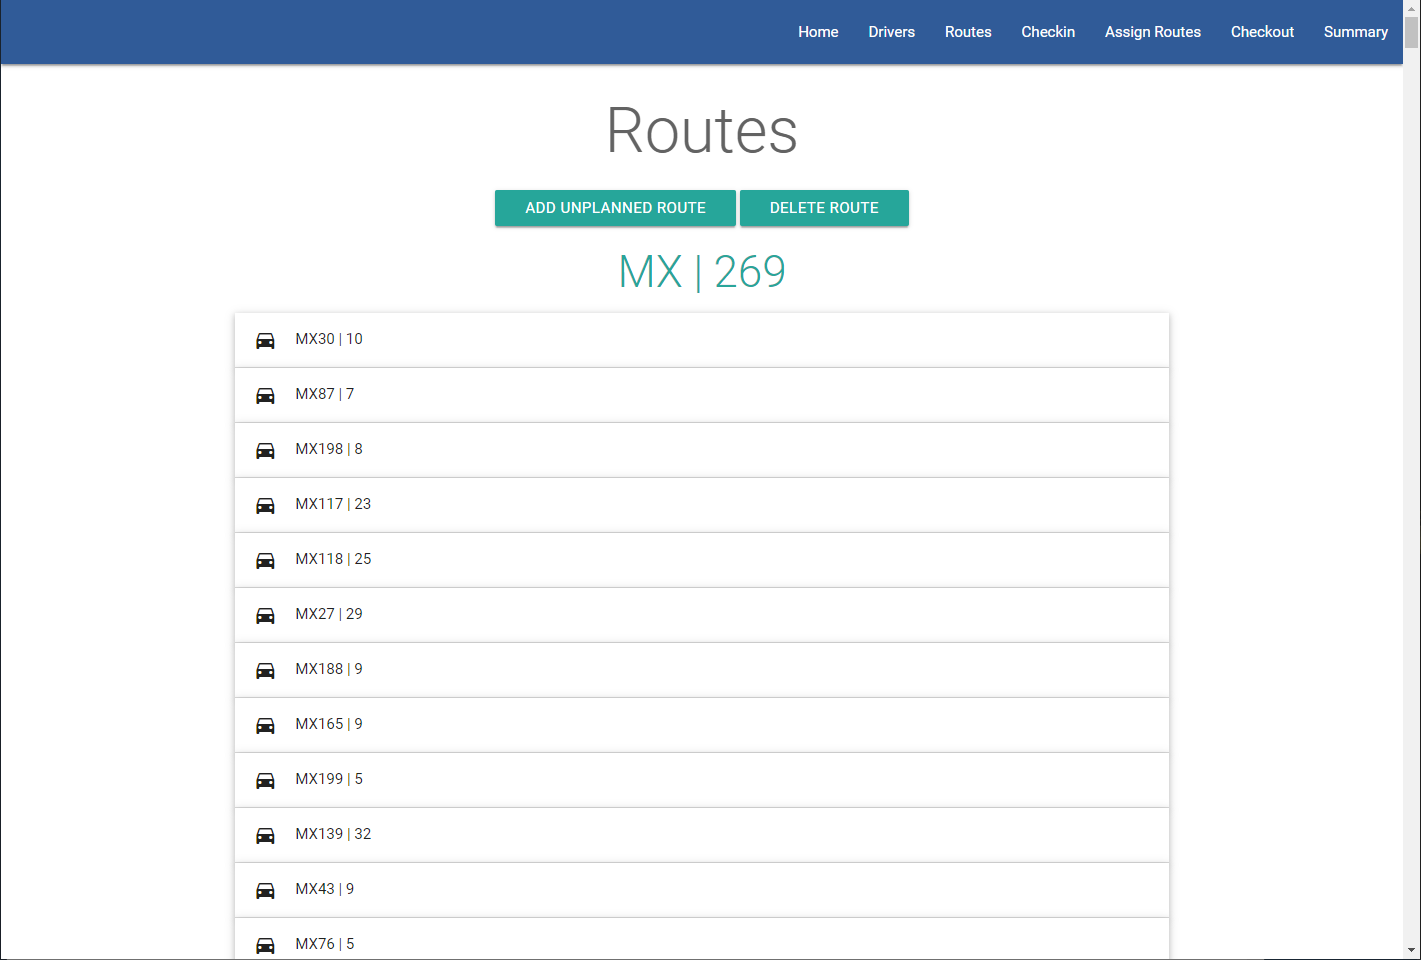 Home Drivers Routes Checkin Assign Routes Checkout Summary
Routes
ADD UNPLANNED ROUTE DELETE ROUTE
MX | 269
MX30 | 10
MX87 | 7
MX198 | 8
MX117 | 23
MX118 | 25
MX27 | 29
MX188 | 9
MX165 | 9
MX199 | 5
MX139 | 32
MX43 | 9
MX76 | 5